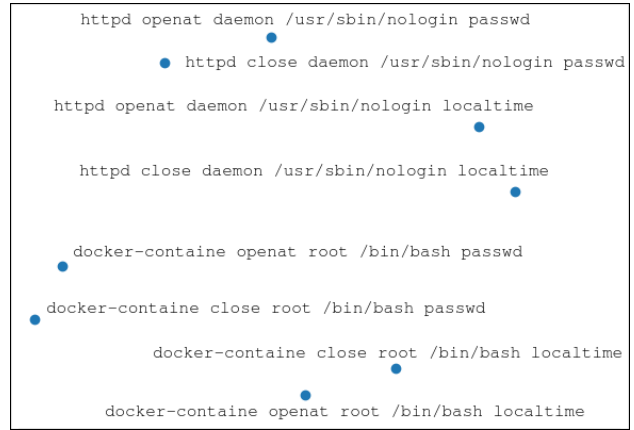 httpd openat daemon /usr/sbin/nologin passwd
httpd close daemon /usr/sbin/nologin passwd
httpd openat daemon /usr/sbin/nologin localtime
httpd close daemon /usr/sbin/nologin localtime
docker-containe openat root /bin/bash passwd
docker-containe close root /bin/bash passwd
docker-containe close root /bin/bash localtime
docker-containe openat root /bin/bash localtime